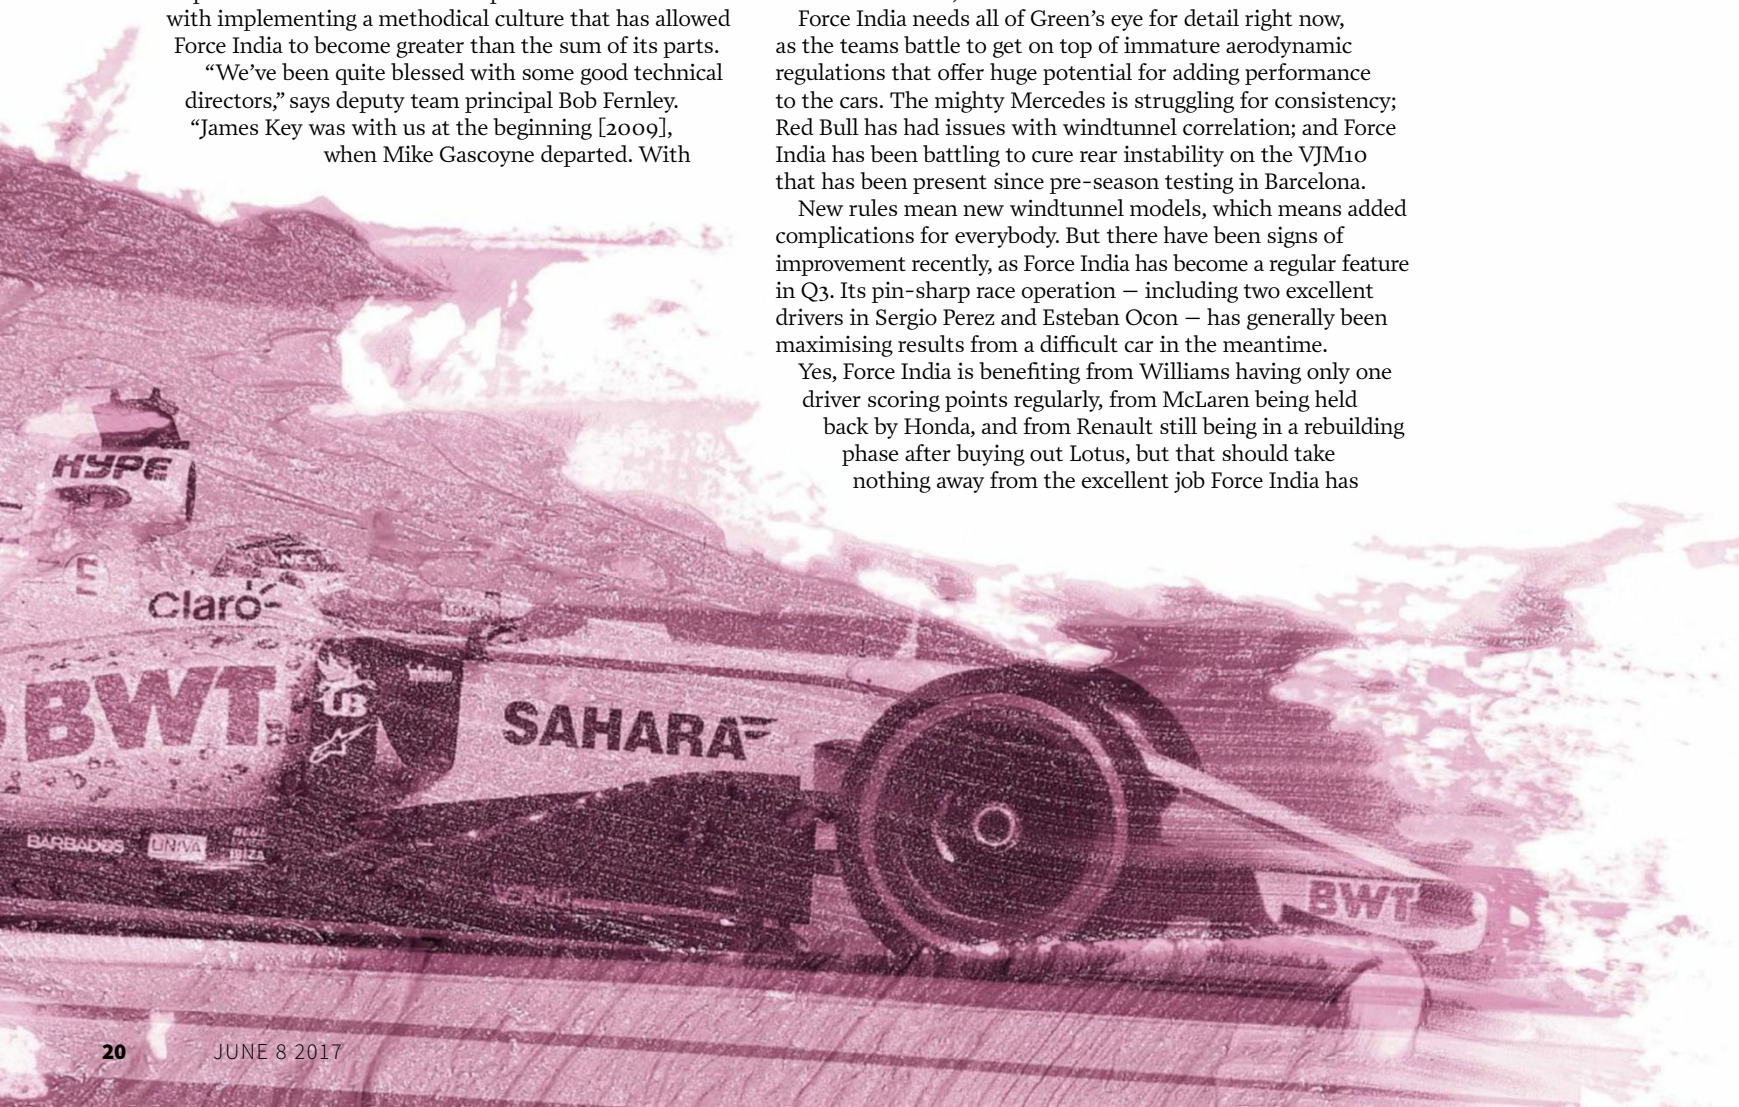 with implementing a methodical culture that has allowed
Force India to become greater than the sum of its parts.
“We’ve been quite blessed with some good technical
directors,” says deputy team principal Bob Fernley.
“James Key was with us at the beginning [2009],
when Mike Gascoyne departed. With
Force India needs all of Green’s eye for detail right now,
as the teams battle to get on top of immature aerodynamic
regulations that offer huge potential for adding performance
to the cars. The mighty Mercedes is struggling for consistency;
Red Bull has had issues with windtunnel correlation; and Force
India has been battling to cure rear instability on the VJM10
that has been present since pre-season testing in Barcelona.
New rules mean new windtunnel models, which means added
complications for everybody. But there have been signs of
improvement recently, as Force India has become a regular feature
in Q3. Its pin-sharp race operation – including two excellent
drivers in Sergio Perez and Esteban Ocon – has generally been
maximising results from a difficult car in the meantime.
Yes, Force India is benefiting from Williams having only one
driver scoring points regularly, from McLaren being held
back by Honda, and from Renault still being in a rebuilding
phase after buying out Lotus, but that should take
nothing away from the excellent job Force India has
HYPE
E
Claro
BWT
UB
SAHARA
BARBADOS
UNIVA
IBIZA
BWT
20 JUNE 8 2017